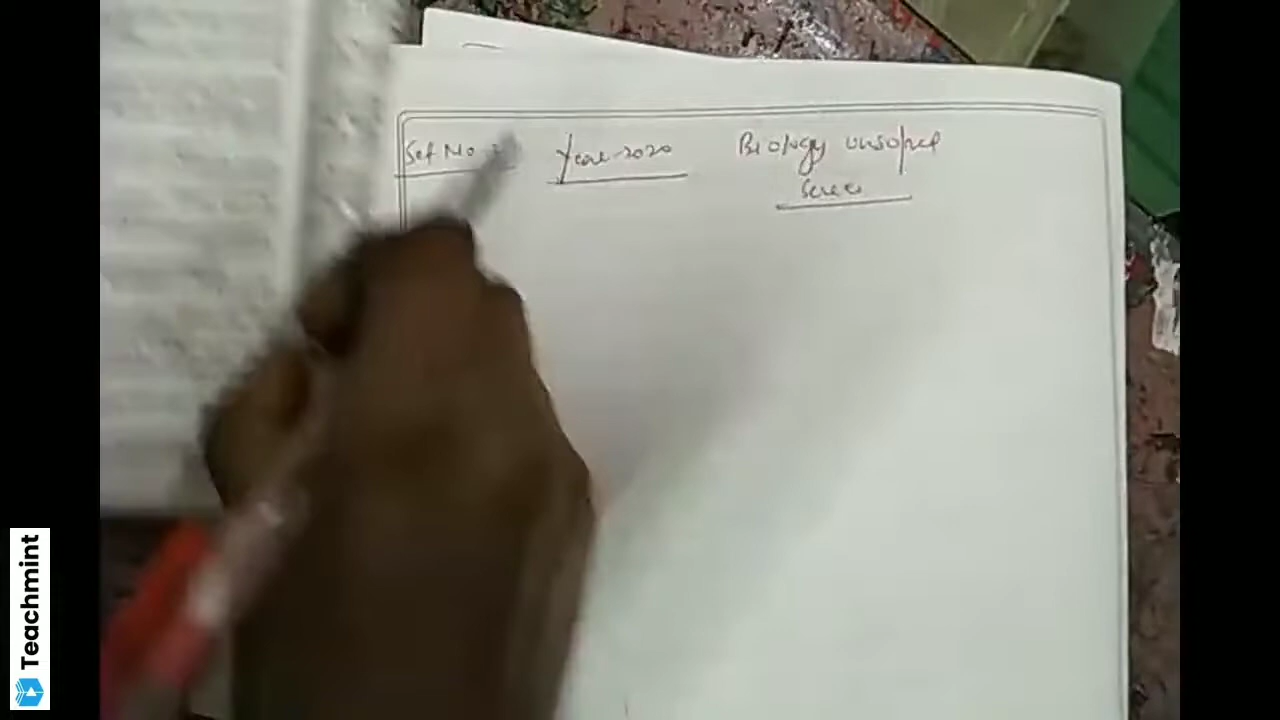 Set No
Year-2020
Biology unsolved
Series
Teachmint